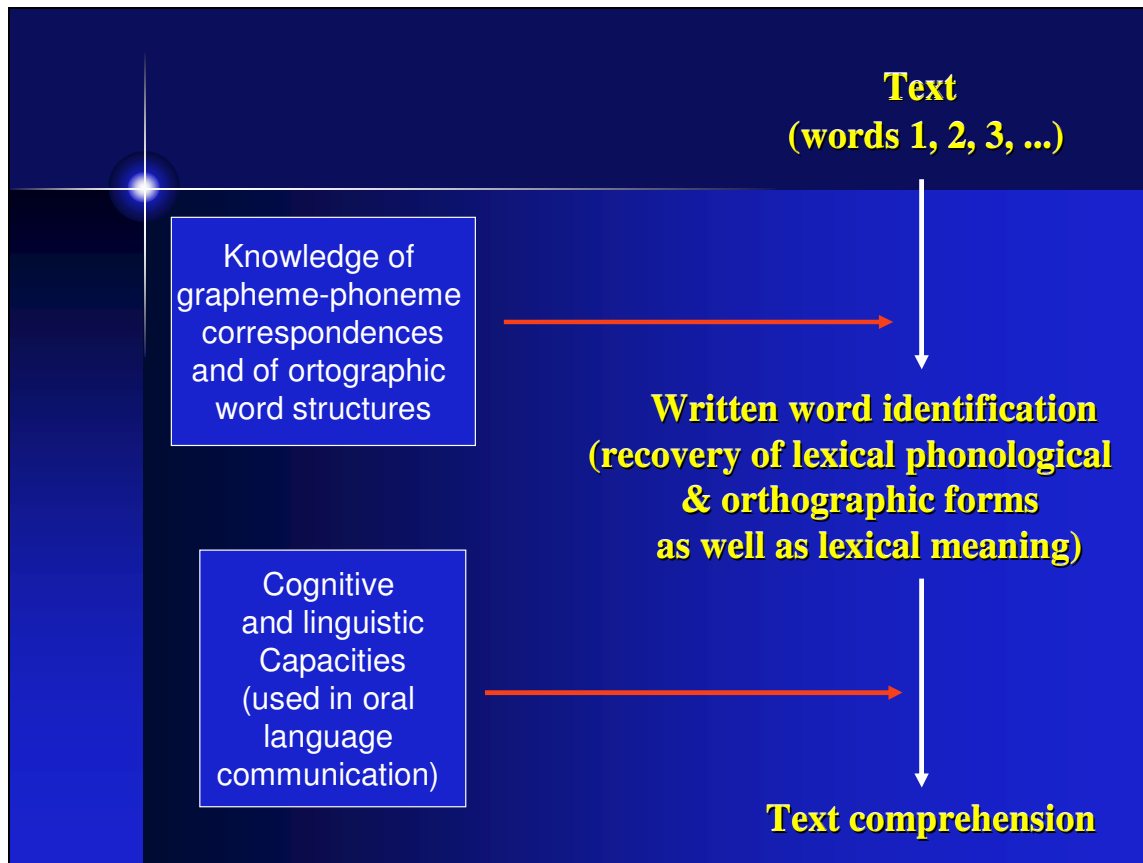 Text
(words 1, 2, 3, ...)
Knowledge of
grapheme-phoneme
correspondences
and of ortographic
word structures
Written word identification
(recovery of lexical phonological
& orthographic forms
as well as lexical meaning)
Cognitive
and linguistic
Capacities
(used in oral
language
communication)
Text comprehension